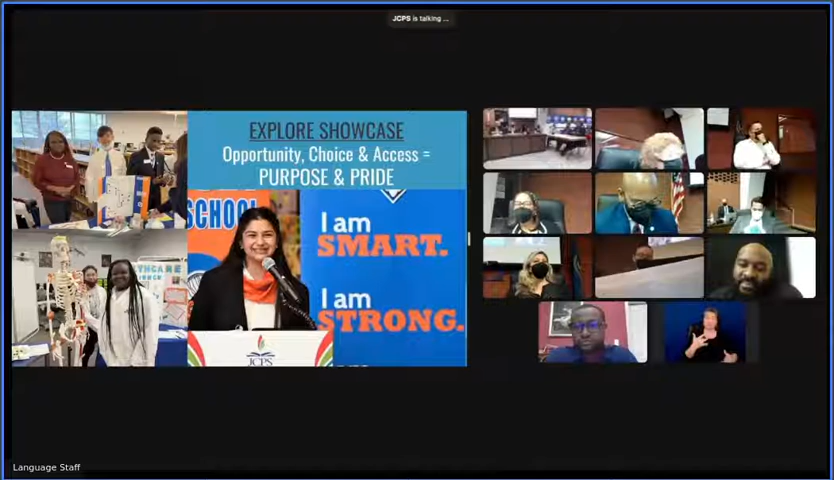 JCPS is talking ...
EXPLORE SHOWCASE
Opportunity, Choice & Access =
PURPOSE & PRIDE
SCHOOL
I am
SMART.
I am
STRONG.
JCPS
Language Staff